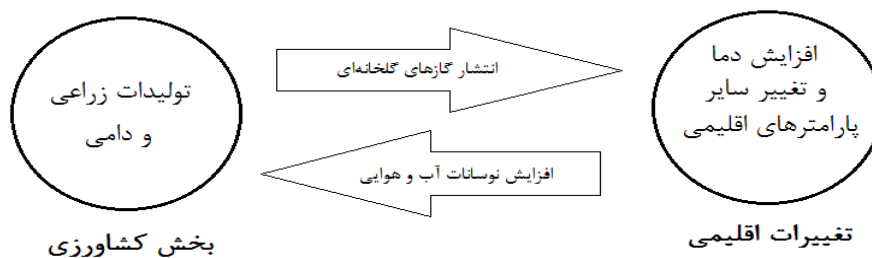 افزایش دما
و تغییر سایر
پارامترهای اقلیمی
انتشار گازهای گلخانه‌ای
تولیدات زراعی
و دامی
افزایش نوسانات آب و هوایی
تغییرات اقلیمی
بخش کشاورزی